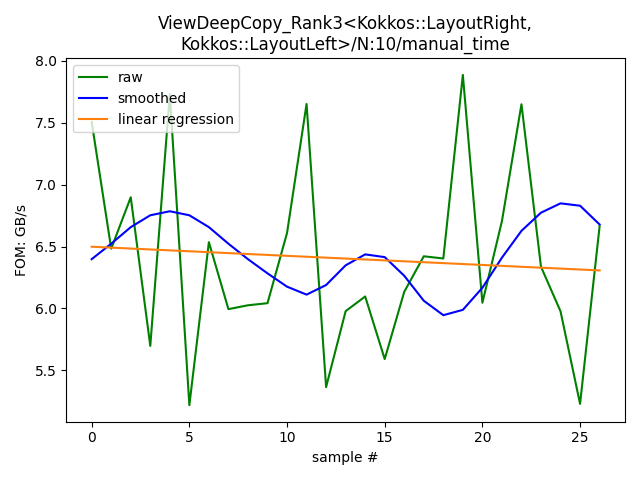 ViewDeepCopy_Rank3<Kokkos::LayoutRight,
Kokkos::LayoutLeft>/N:10/manual_time
8.0
7.5
7.0
6.5
6.0
5.5
FOM: GB/s
raw
smoothed
linear regression
0 5 10 15 20 25
sample #